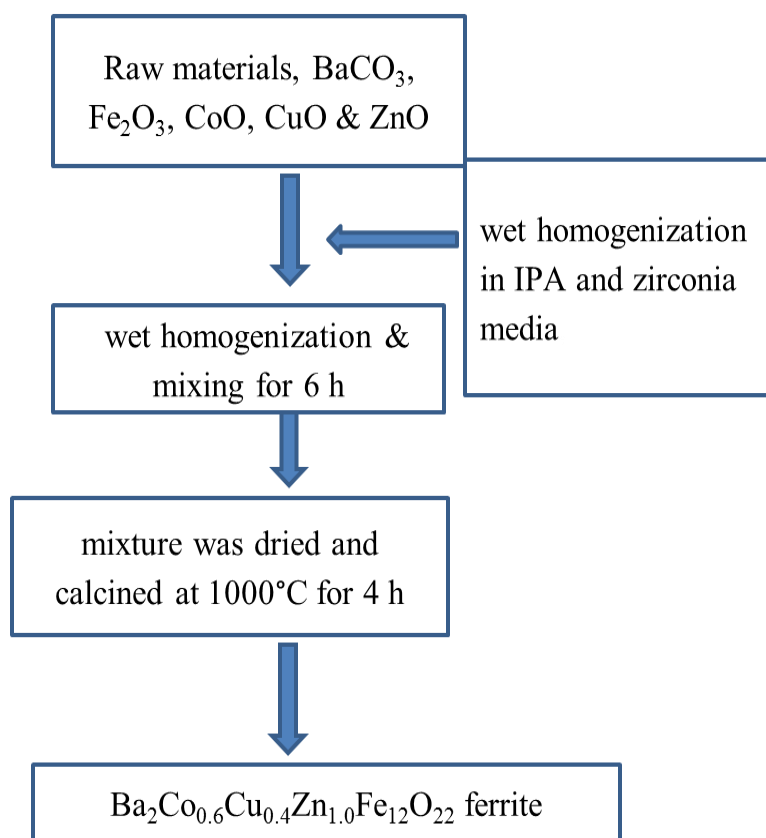 Raw materials, BaCO₃,
Fe₂O₃, CoO, CuO & ZnO
wet homogenization
in IPA and zirconia
media
wet homogenization &
mixing for 6 h
mixture was dried and
calcined at 1000°C for 4 h
Ba₂Co₀.₆Cu₀.₄Zn₁.₀Fe₁₂O₂₂ ferrite